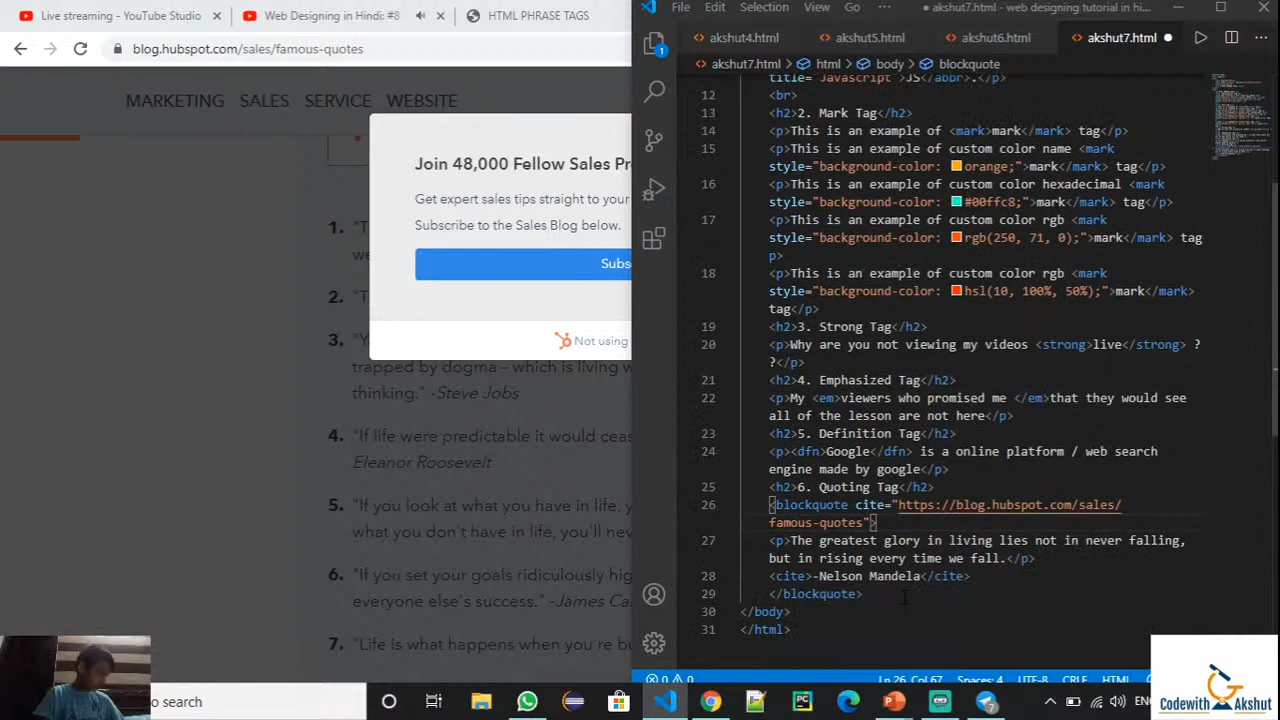 Live streaming - YouTube Studio
Web Designing in Hindi: #8
HTML PHRASE TAGS
blog.hubspot.com/sales/famous-quotes
MARKETING SALES SERVICE WEBSITE
Join 48,000 Fellow Sales
Get expert sales tips straight to your
Subscribe to the Sales Blog below.
Not using
1.
2.
3.
trapped by dogma – which is living
thinking." -Steve Jobs
4. "If life were predictable it would
Eleanor Roosevelt
5. "If you look at what you have in life,
what you don't have in life, you'll
6. "If you set your goals ridiculously
everyone else's success." -James
7. "Life is what happens when you're
o search
File Edit Selection View Go ···
akshut7.html - web designing tutorial in hi...
akshut4.html akshut5.html akshut6.html akshut7.html
akshut7.html > html > body > blockquote
title="Javascript">JS</abbr>.</p>
12 <br>
13 <h2>2. Mark Tag</h2>
14 <p>This is an example of <mark>mark</mark> tag</p>
15 <p>This is an example of custom color name <mark
style="background-color: orange;">mark</mark> tag</p>
16 <p>This is an example of custom color hexadecimal <mark
style="background-color: #00ffc8;">mark</mark> tag</p>
17 <p>This is an example of custom color rgb <mark
style="background-color: rgb(250, 71, 0);">mark</mark> tag
p>
18 <p>This is an example of custom color rgb <mark
style="background-color: hsl(10, 100%, 50%);">mark</mark>
tag</p>
19 <h2>3. Strong Tag</h2>
20 <p>Why are you not viewing my videos <strong>live</strong> ?
?</p>
21 <h2>4. Emphasized Tag</h2>
22 <p>My <em>viewers who promised me </em>that they would see
all of the lesson are not here</p>
23 <h2>5. Definition Tag</h2>
24 <p><dfn>Google</dfn> is a online platform / web search
engine made by google</p>
25 <h2>6. Quoting Tag</h2>
26 <blockquote cite="https://blog.hubspot.com/sales/
famous-quotes">
27 <p>The greatest glory in living lies not in never falling,
but in rising every time we fall.</p>
28 <cite>-Nelson Mandela</cite>
29 </blockquote>
30 </body>
31 </html>
1
0 0
Ln 26, Col 67 Spaces: 4 UTF-8 CRLF HTML
ENG
Codewith Akshut